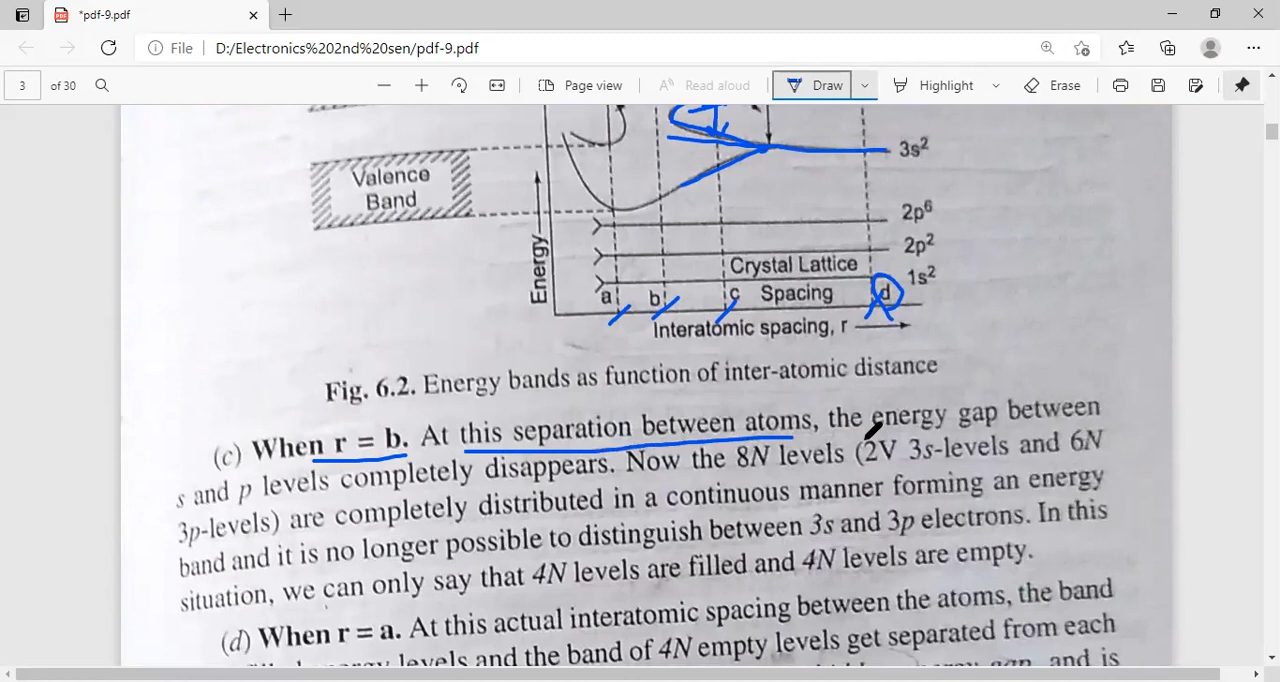 *pdf-9.pdf
File | D:/Electronics%202nd%20sen/pdf-9.pdf
3 of 30 Page view Read aloud Draw Highlight Erase
3s²
Valence
Band
2p⁶
2p²
Energy
Crystal Lattice
1s²
a b c Spacing d
Interatomic spacing, r
Fig. 6.2. Energy bands as function of inter-atomic distance
(c) When r = b. At this separation between atoms, the energy gap between
s and p levels completely disappears. Now the 8N levels (2V 3s-levels and 6N
3p-levels) are completely distributed in a continuous manner forming an energy
band and it is no longer possible to distinguish between 3s and 3p electrons. In this
situation, we can only say that 4N levels are filled and 4N levels are empty.
(d) When r = a. At this actual interatomic spacing between the atoms, the band
levels and the band of 4N empty levels get separated from each
and is